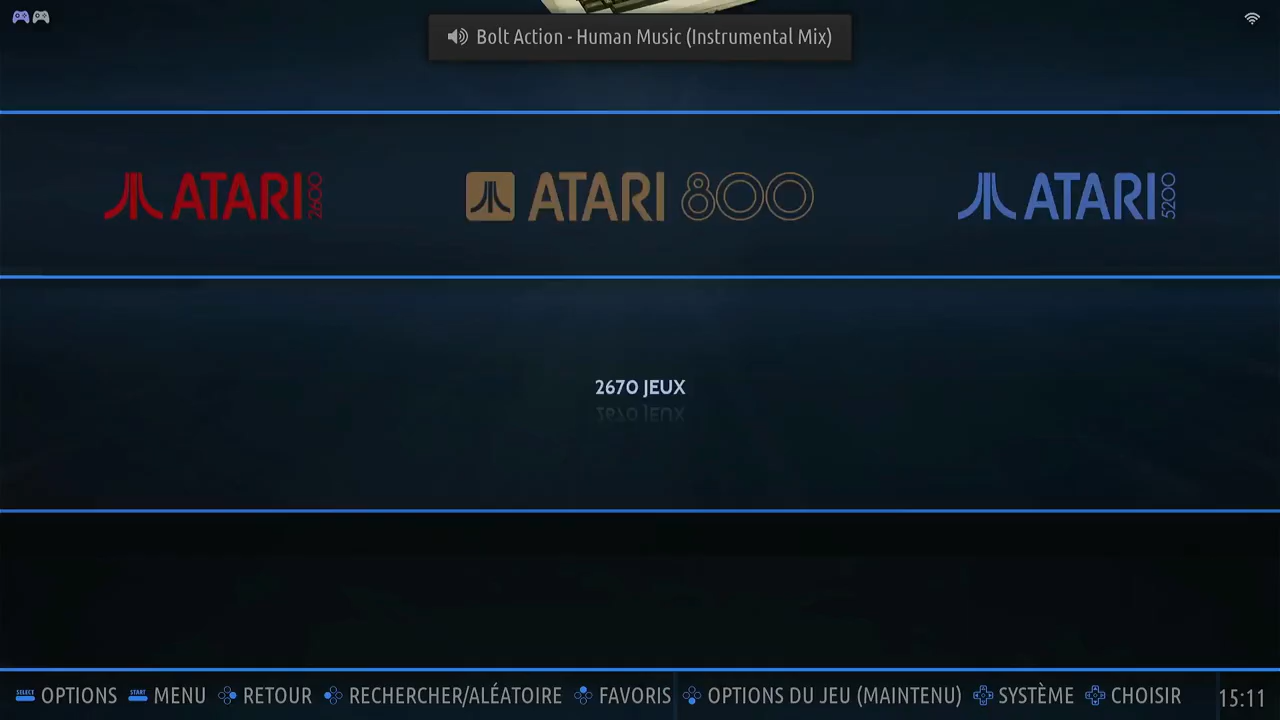 Bolt Action - Human Music (Instrumental Mix)
ATARI 2600
ATARI 800
ATARI 5200
2670 JEUX
SELECT OPTIONS START MENU RETOUR RECHERCHER/ALÉATOIRE FAVORIS OPTIONS DU JEU (MAINTENU) SYSTÈME CHOISIR 15:11